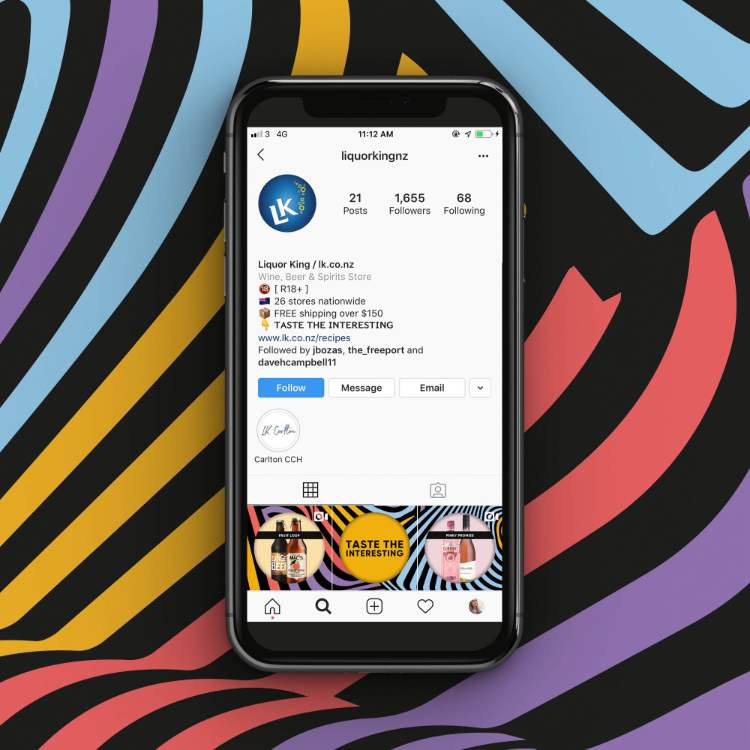 3 4G 11:12 AM
liquorkingnz
LK
21 1,655 68
Posts Followers Following
Liquor King / lk.co.nz
Wine, Beer & Spirits Store
🔞 [ R18+ ]
26 stores nationwide
FREE shipping over $150
TASTE THE INTERESTING
www.lk.co.nz/recipes
Followed by jbozas, the_freeport and
davehcampbell11
Follow Message Email
LK Carlton
Carlton CCH
FRUIT LOOP
TASTE THE
INTERESTING
PINKY PROMISE
GINGER
BEER
MAC'S